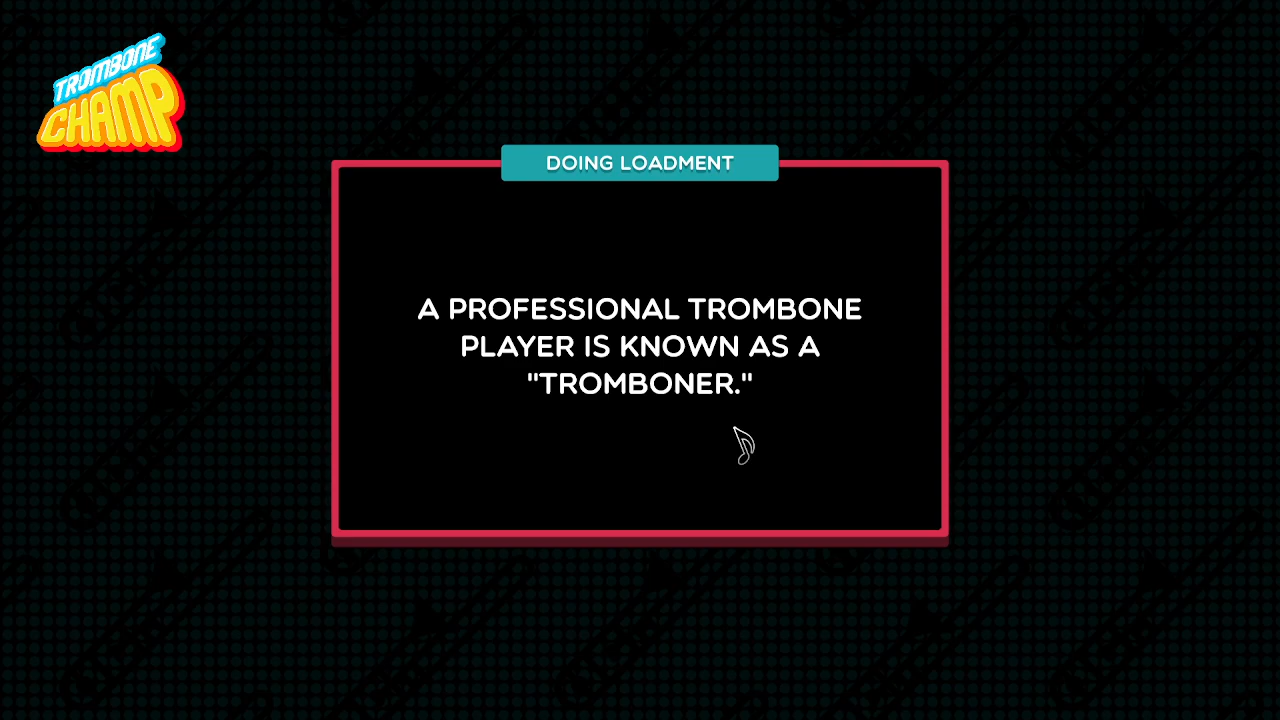 TROMBONE
CHAMP
DOING LOADMENT
A PROFESSIONAL TROMBONE
PLAYER IS KNOWN AS A
"TROMBONER."